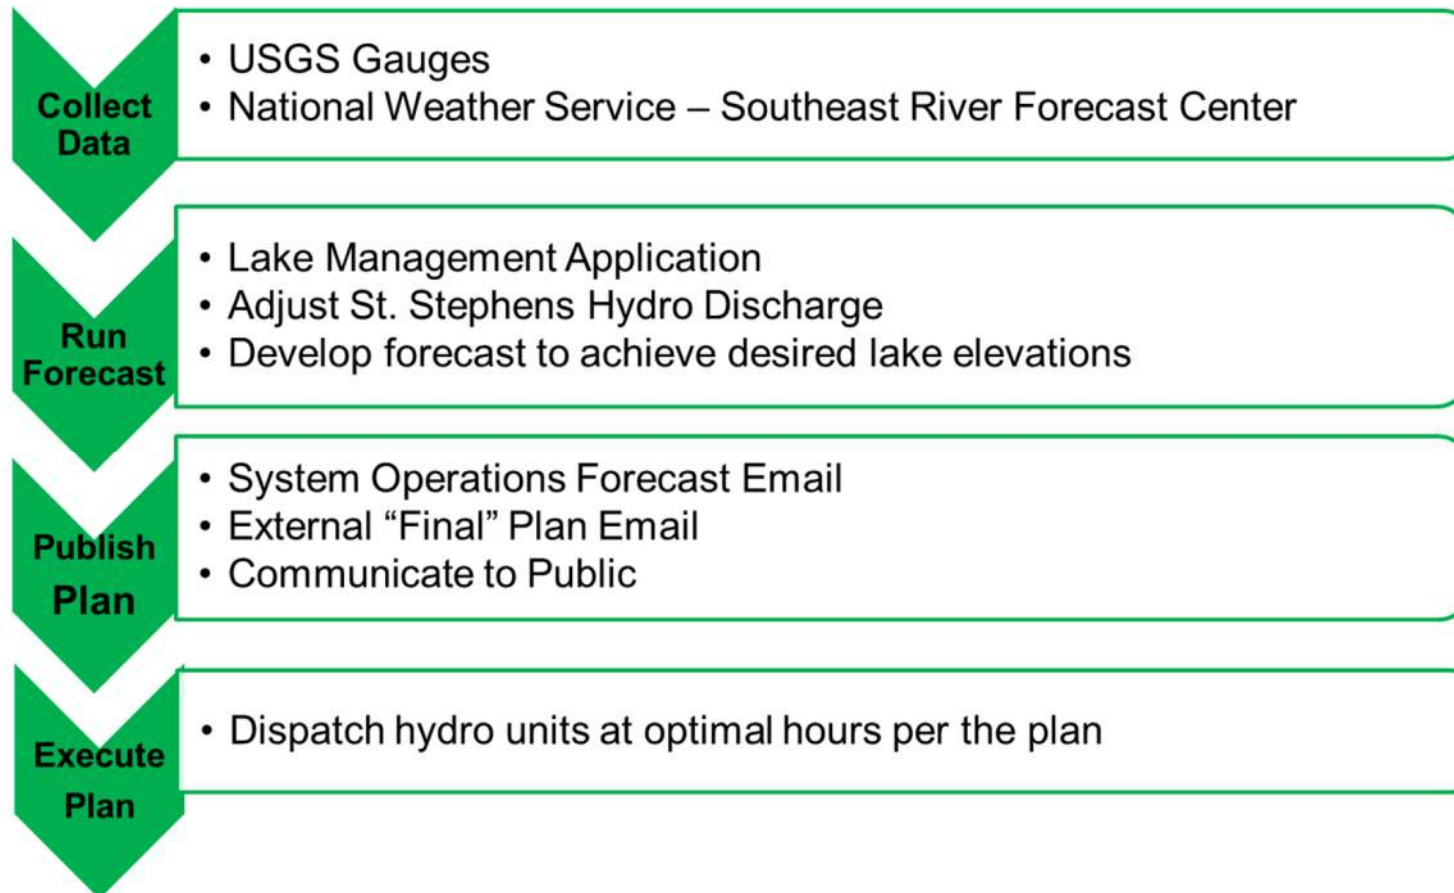 Collect
Data
• USGS Gauges
• National Weather Service – Southeast River Forecast Center
Run
Forecast
• Lake Management Application
• Adjust St. Stephens Hydro Discharge
• Develop forecast to achieve desired lake elevations
Publish
Plan
• System Operations Forecast Email
• External “Final” Plan Email
• Communicate to Public
Execute
Plan
• Dispatch hydro units at optimal hours per the plan